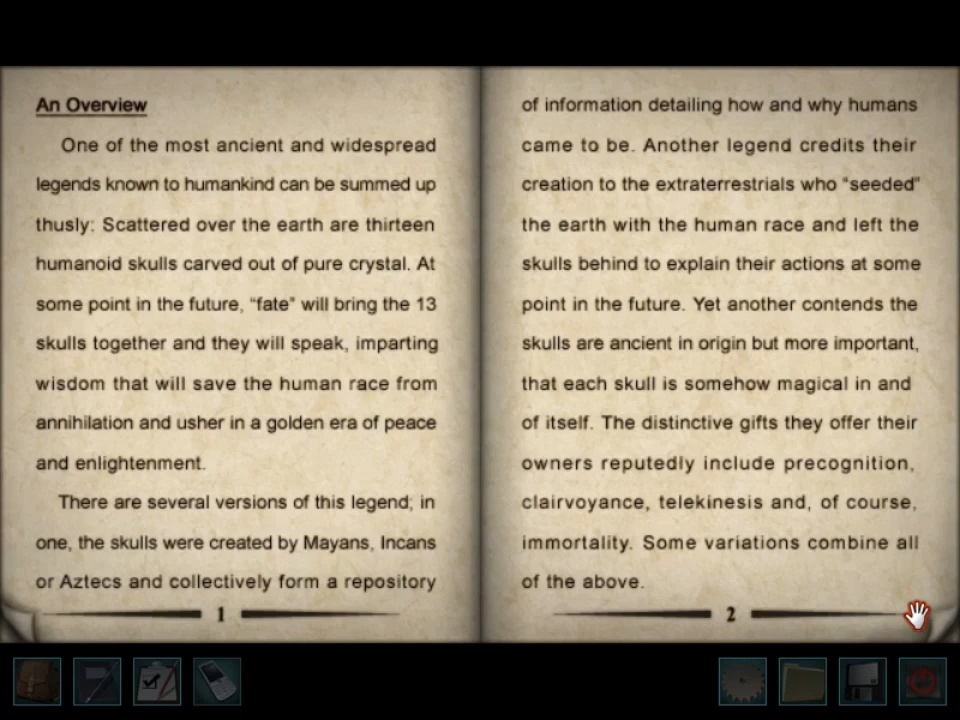 An Overview
One of the most ancient and widespread
legends known to humankind can be summed up
thusly: Scattered over the earth are thirteen
humanoid skulls carved out of pure crystal. At
some point in the future, “fate” will bring the 13
skulls together and they will speak, imparting
wisdom that will save the human race from
annihilation and usher in a golden era of peace
and enlightenment.
There are several versions of this legend; in
one, the skulls were created by Mayans, Incans
or Aztecs and collectively form a repository
1
of information detailing how and why humans
came to be. Another legend credits their
creation to the extraterrestrials who “seeded”
the earth with the human race and left the
skulls behind to explain their actions at some
point in the future. Yet another contends the
skulls are ancient in origin but more important,
that each skull is somehow magical in and
of itself. The distinctive gifts they offer their
owners reputedly include precognition,
clairvoyance, telekinesis and, of course,
immortality. Some variations combine all
of the above.
2